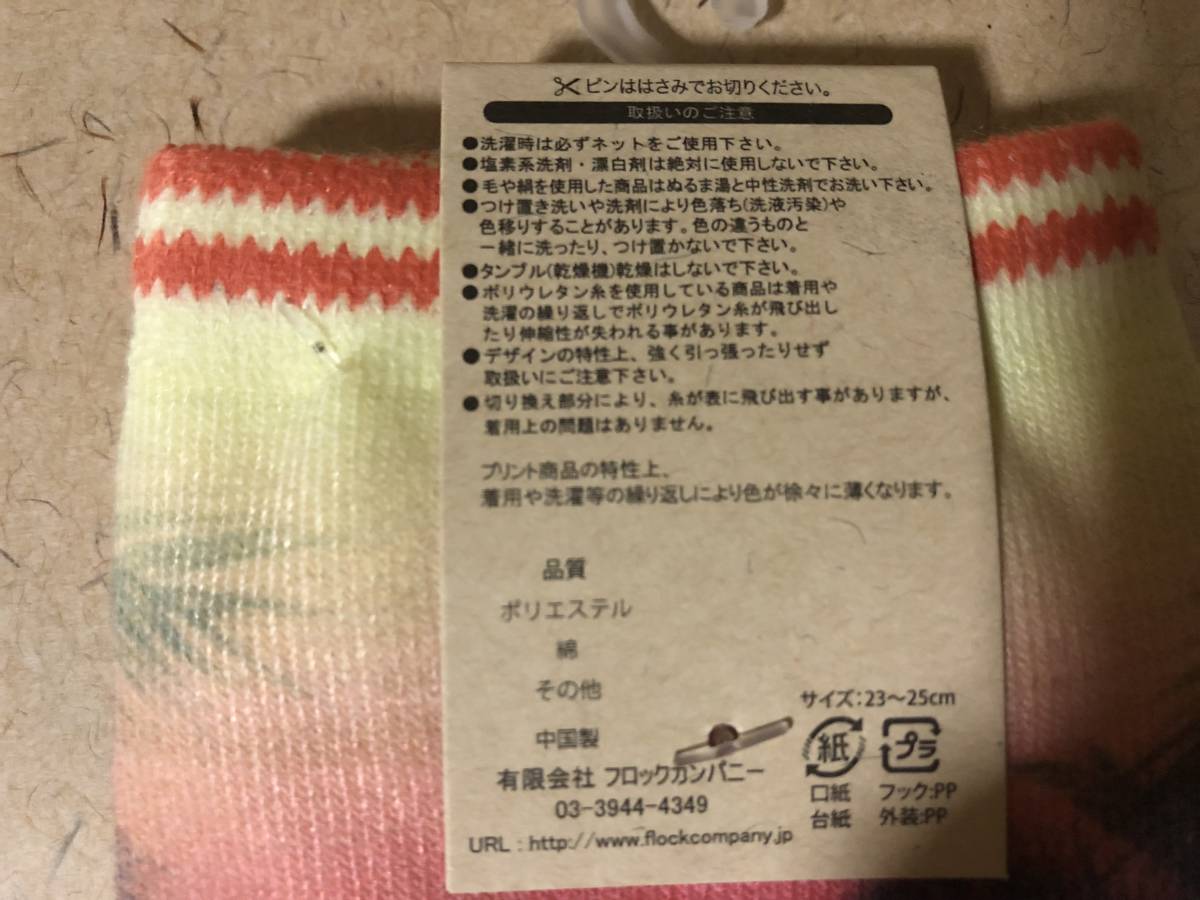 ピンははさみでお切りください。
取扱いのご注意
●洗濯時は必ずネットをご使用下さい。
●塩素系洗剤・漂白剤は絶対に使用しないで下さい。
●毛や絹を使用した商品はぬるま湯と中性洗剤でお洗い下さい。
●つけ置き洗いや洗剤により色落ち(洗液汚染)や
色移りすることがあります。色の違うものと
一緒に洗ったり、つけ置かないで下さい。
●タンブル(乾燥機)乾燥はしないで下さい。
●ポリウレタン糸を使用している商品は着用や
洗濯の繰り返しでポリウレタン糸が飛び出し
たり伸縮性が失われる事があります。
●デザインの特性上、強く引っ張ったりせず
取扱いにご注意下さい。
●切り換え部分により、糸が表に飛び出す事がありますが、
着用上の問題はありません。
プリント商品の特性上、
着用や洗濯等の繰り返しにより色が徐々に薄くなります。
品質
ポリエステル
綿
その他
中国製
有限会社 フロックカンパニー
03-3944-4349
URL : http://www.flockcompany.jp
サイズ:23～25cm
紙 プラ
口紙 フック:PP
台紙 外装:PP